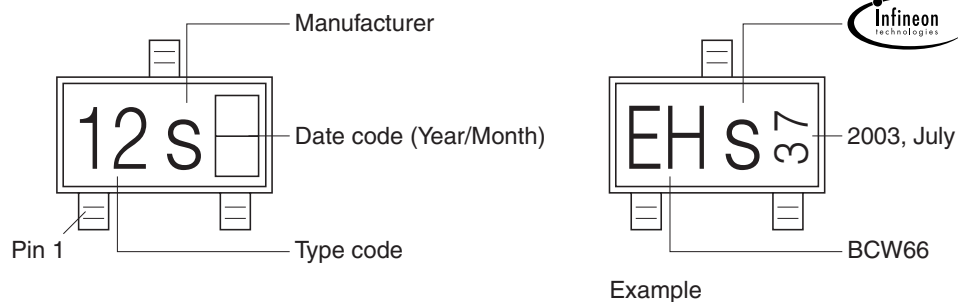 Manufacturer
12 s
Date code (Year/Month)
Pin 1
Type code
Infineon
technologies
EH s 37
2003, July
BCW66
Example